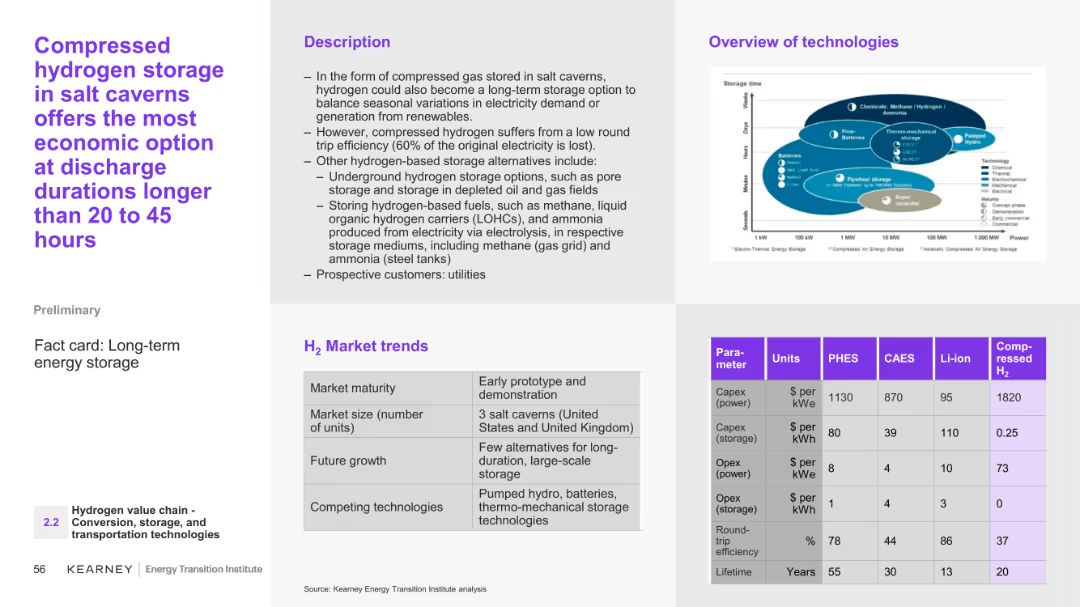 Compressed
hydrogen storage
in salt caverns
offers the most
economic option
at discharge
durations longer
than 20 to 45
hours
Preliminary
Fact card: Long-term
energy storage
2.2
Hydrogen value chain -
Conversion, storage, and
transportation technologies
56 KEARNEY Energy Transition Institute
Description
– In the form of compressed gas stored in salt caverns,
hydrogen could also become a long-term storage option to
balance seasonal variations in electricity demand or
generation from renewables.
– However, compressed hydrogen suffers from a low round
trip efficiency (60% of the original electricity is lost).
– Other hydrogen-based storage alternatives include:
– Underground hydrogen storage options, such as pore
storage and storage in depleted oil and gas fields
– Storing hydrogen-based fuels, such as methane, liquid
organic hydrogen carriers (LOHCs), and ammonia
produced from electricity via electrolysis, in respective
storage mediums, including methane (gas grid) and
ammonia (steel tanks)
– Prospective customers: utilities
Overview of technologies
Storage time
Weeks
Days
Hours
Minutes
Seconds
Chemicals: Methane / Hydrogen /
Ammonia
Flow-
Batteries
Thermo-mechanical
storage
Pumped
Hydro
Batteries
Flywheel storage
Super
capacitor
Technology
Chemical
Thermal
Electrochemical
Mechanical
Electrical
Maturity
Concept phase
Demonstration
Early commercial
Commercial
1 kW 100 kW 1 MW 10 MW 100 MW 1.000 MW Power
H2 Market trends
Market maturity
Early prototype and
demonstration
Market size (number
of units)
3 salt caverns (United
States and United Kingdom)
Future growth
Few alternatives for long-
duration, large-scale
storage
Competing technologies
Pumped hydro, batteries,
thermo-mechanical storage
technologies
Source: Kearney Energy Transition Institute analysis
Para-
meter
Units PHES CAES Li-ion
Comp-
ressed
H2
Capex
(power)
$ per
kWe
1130 870 95 1820
Capex
(storage)
$ per
kWh
80 39 110 0.25
Opex
(power)
$ per
kWe
8 4 10 73
Opex
(storage)
$ per
kWh
1 4 3 0
Round-
trip
efficiency
% 78 44 86 37
Lifetime Years 55 30 13 20